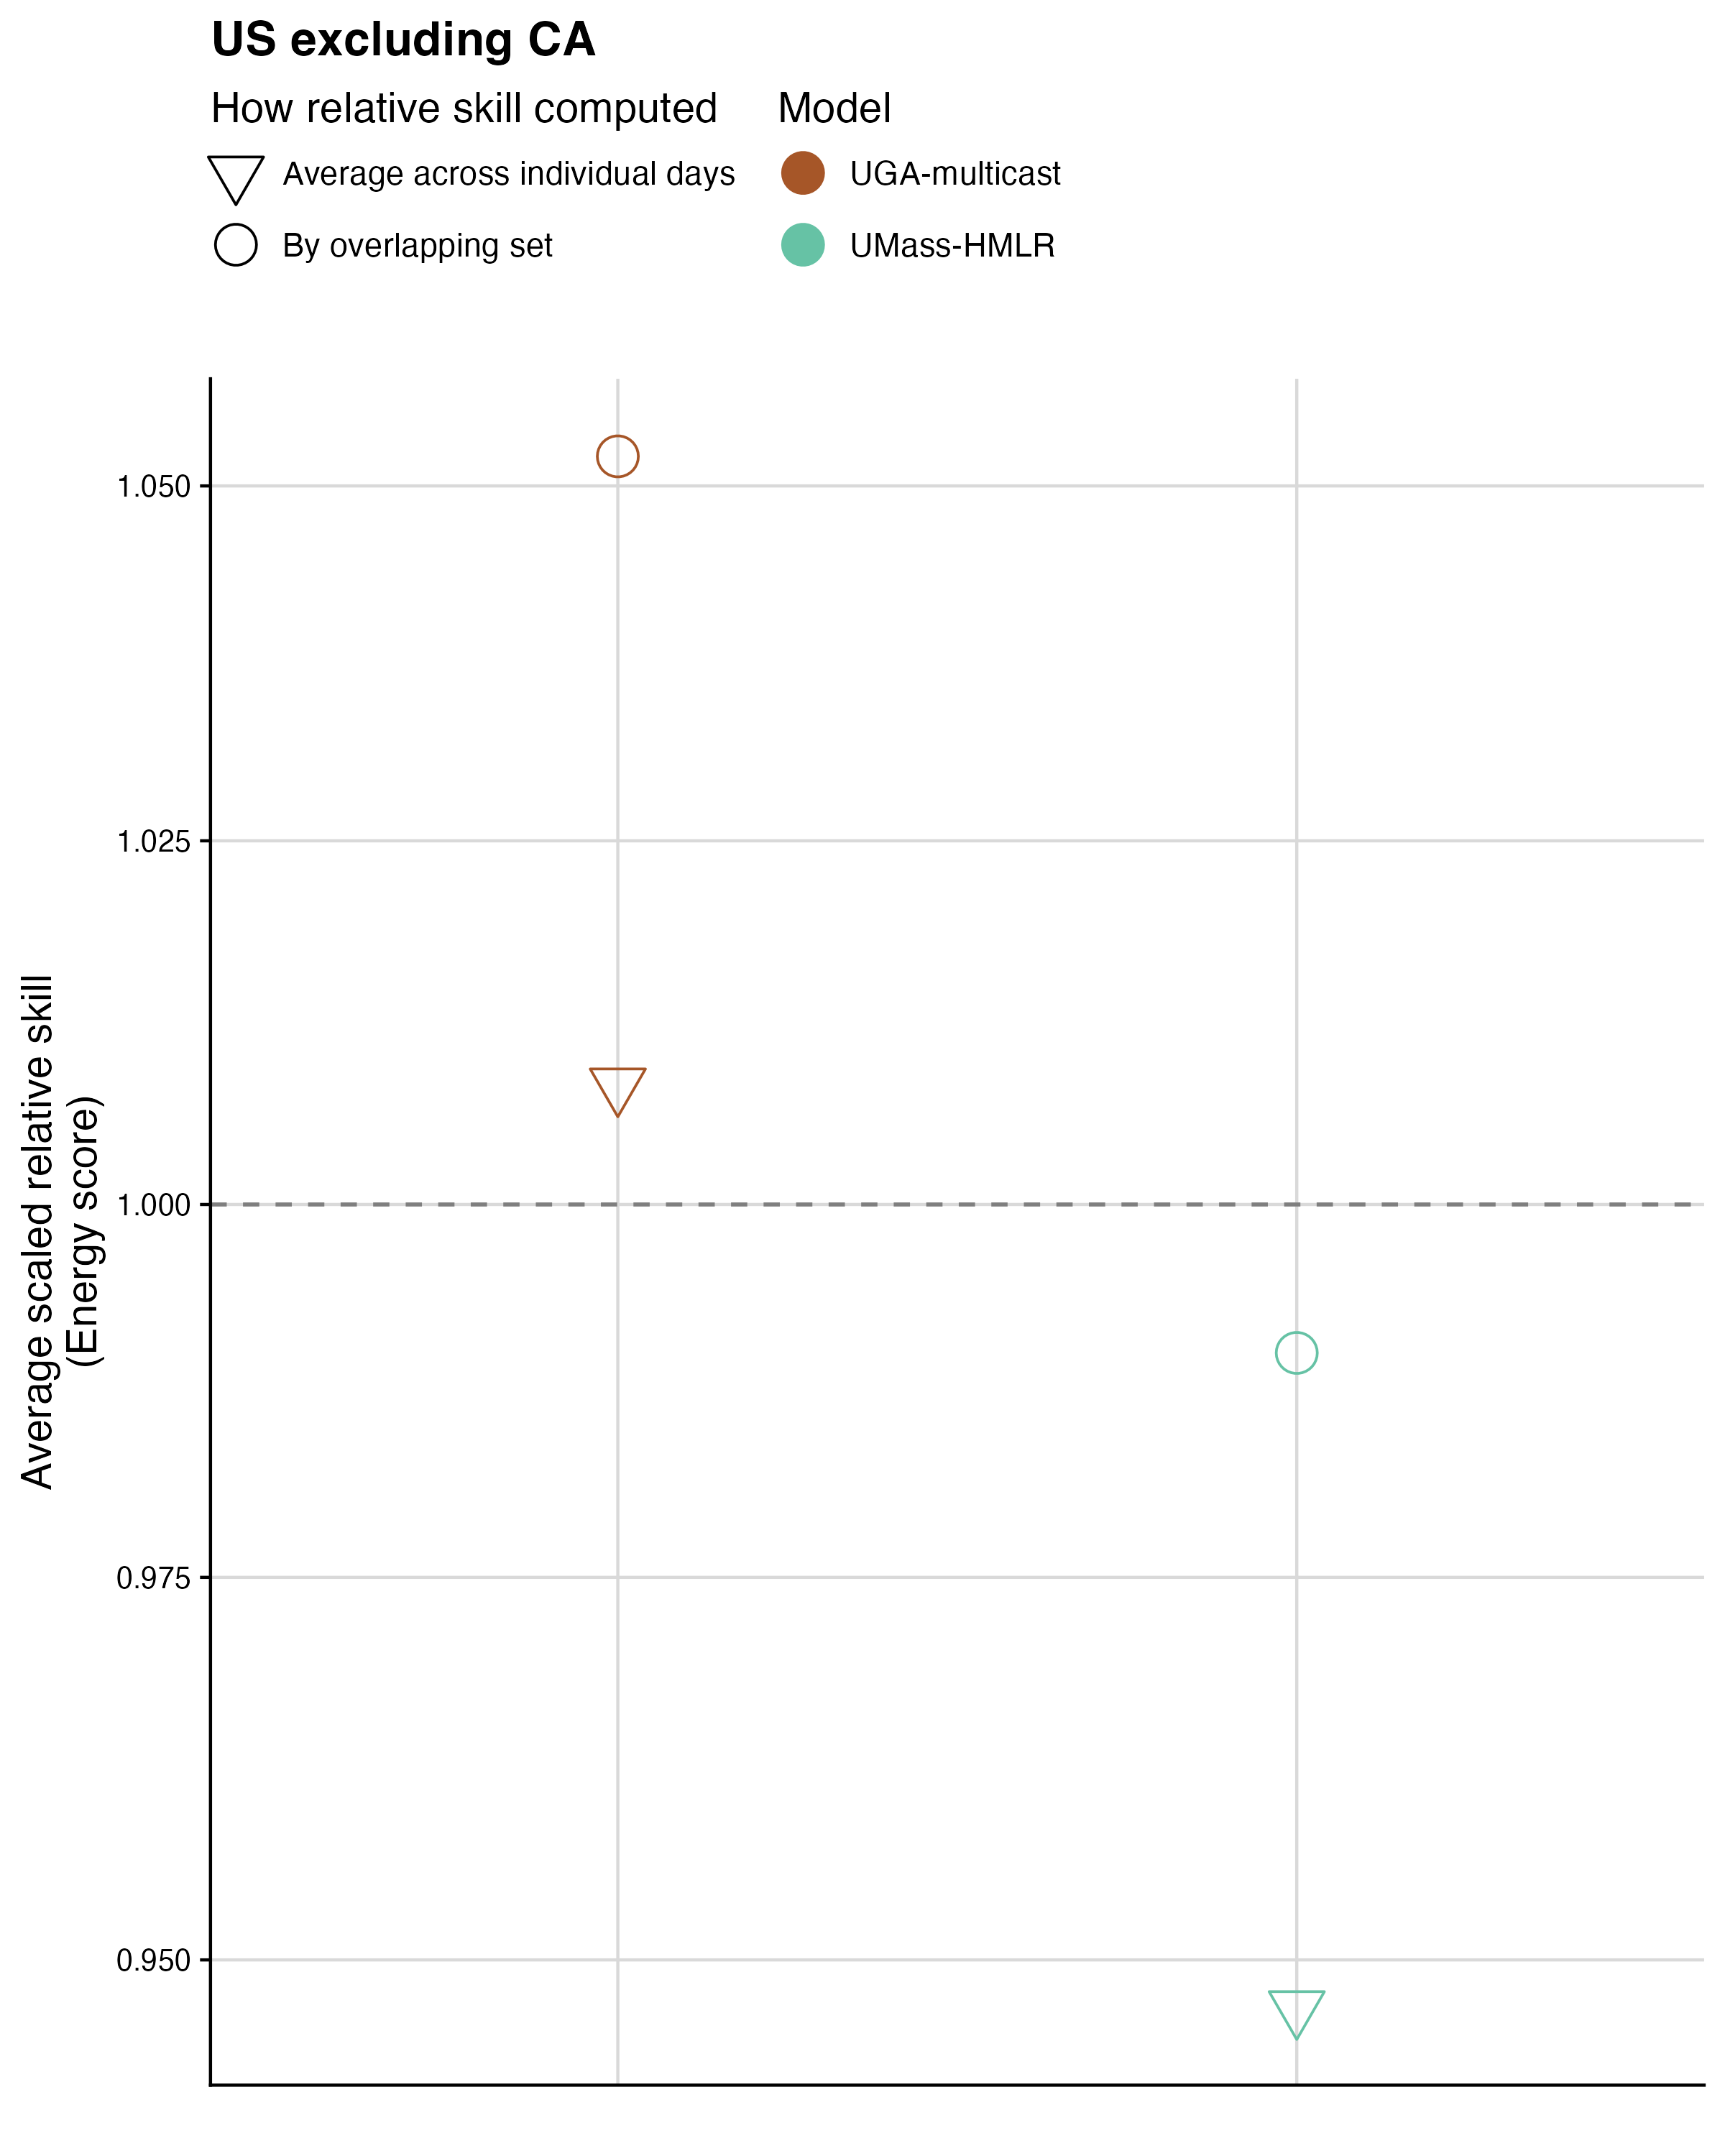 US excluding CA
How relative skill computed
Average across individual days
By overlapping set
Model
UGA-multicast
UMass-HMLR
Average scaled relative skill
(Energy score)
1.050
1.025
1.000
0.975
0.950